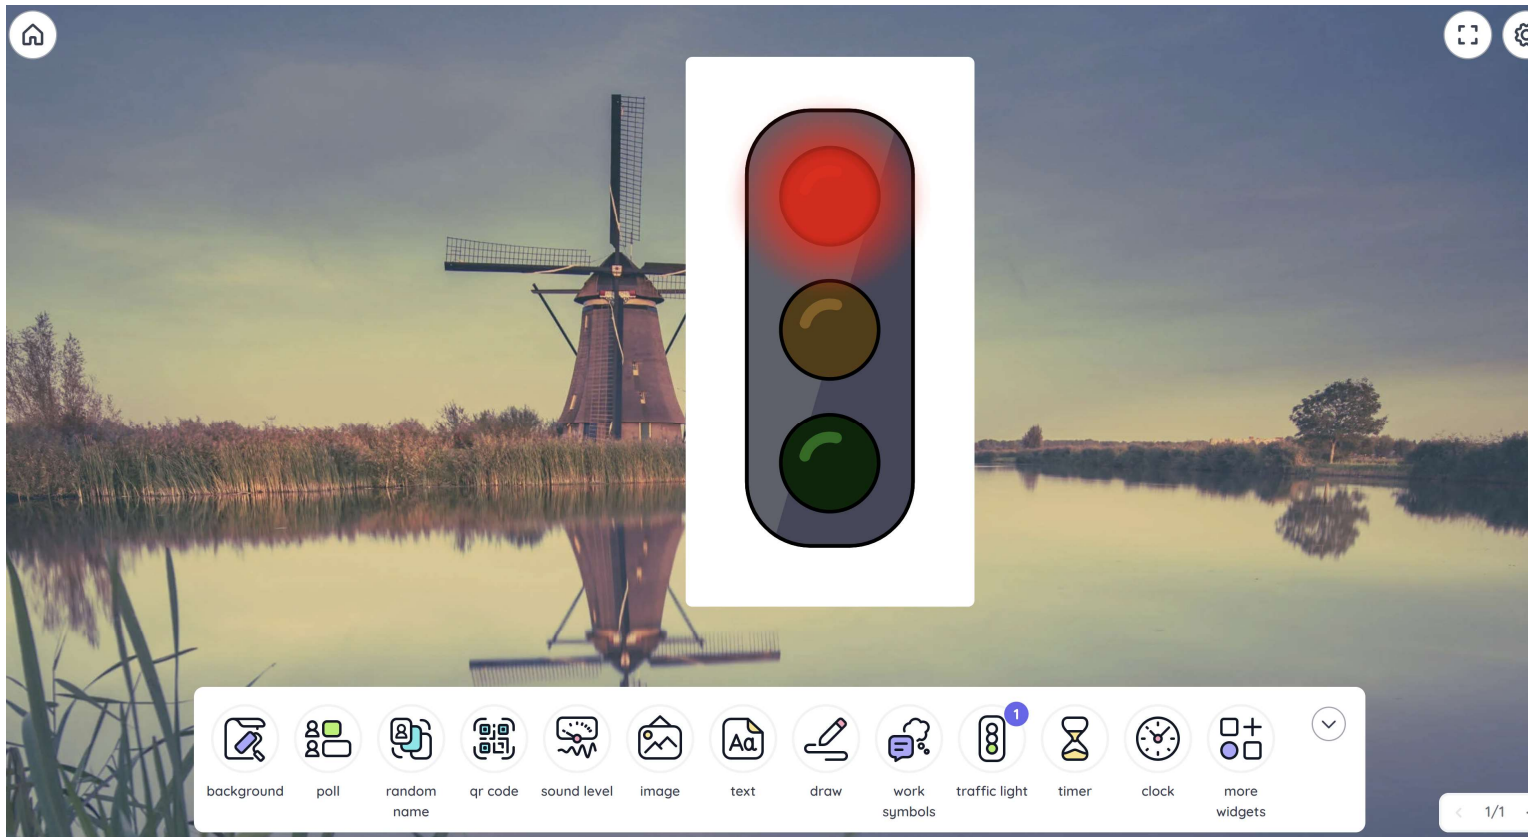 1
background
poll
random
name
qr code
sound level
image
Aa
text
draw
work
symbols
traffic light
timer
clock
more
widgets
1/1